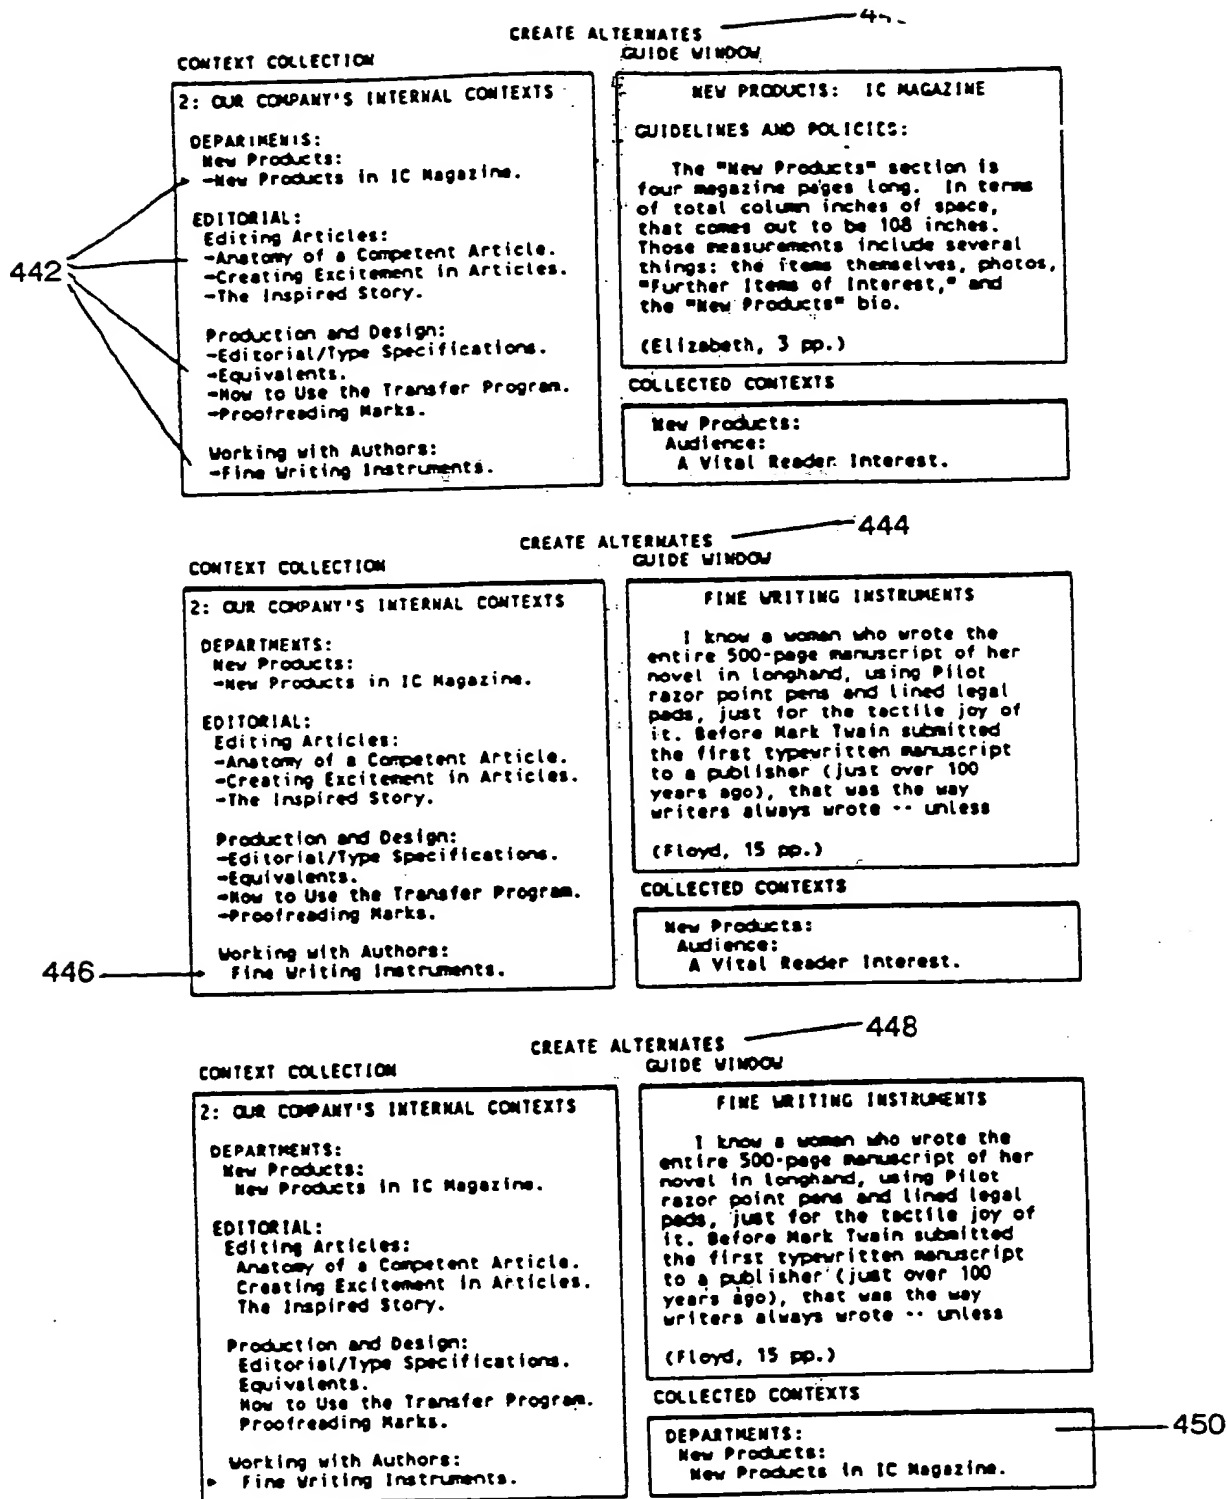 CREATE ALTERNATES
CONTEXT COLLECTION
GUIDE WINDOW
2: OUR COMPANY'S INTERNAL CONTEXTS
DEPARTMENTS:
New Products:
→New Products in IC Magazine.
EDITORIAL:
Editing Articles:
→Anatomy of a Competent Article.
→Creating Excitement in Articles.
→The Inspired Story.
Production and Design:
→Editorial/Type Specifications.
→Equivalents.
→How to Use the Transfer Program.
→Proofreading Marks.
Working with Authors:
→Fine Writing Instruments.
442
NEW PRODUCTS: IC MAGAZINE
GUIDELINES AND POLICIES:
The "New Products" section is
four magazine pages long. In terms
of total column inches of space,
that comes out to be 108 inches.
Those measurements include several
things: the items themselves, photos,
"Further Items of Interest," and
the "New Products" bio.
(Elizabeth, 3 pp.)
COLLECTED CONTEXTS
New Products:
Audience:
A Vital Reader Interest.
CREATE ALTERNATES
444
CONTEXT COLLECTION
GUIDE WINDOW
2: OUR COMPANY'S INTERNAL CONTEXTS
DEPARTMENTS:
New Products:
→New Products in IC Magazine.
EDITORIAL:
Editing Articles:
→Anatomy of a Competent Article.
→Creating Excitement in Articles.
→The Inspired Story.
Production and Design:
→Editorial/Type Specifications.
→Equivalents.
→How to Use the Transfer Program.
→Proofreading Marks.
Working with Authors:
Fine Writing Instruments.
446
FINE WRITING INSTRUMENTS
I know a woman who wrote the
entire 500-page manuscript of her
novel in longhand, using Pilot
razor point pens and lined legal
pads, just for the tactile joy of
it. Before Mark Twain submitted
the first typewritten manuscript
to a publisher (just over 100
years ago), that was the way
writers always wrote -- unless
(Floyd, 15 pp.)
COLLECTED CONTEXTS
New Products:
Audience:
A Vital Reader Interest.
CREATE ALTERNATES
448
CONTEXT COLLECTION
GUIDE WINDOW
2: OUR COMPANY'S INTERNAL CONTEXTS
DEPARTMENTS:
New Products:
New Products in IC Magazine.
EDITORIAL:
Editing Articles:
Anatomy of a Competent Article.
Creating Excitement in Articles.
The Inspired Story.
Production and Design:
Editorial/Type Specifications.
Equivalents.
How to Use the Transfer Program.
Proofreading Marks.
Working with Authors:
Fine Writing Instruments.
FINE WRITING INSTRUMENTS
I know a woman who wrote the
entire 500-page manuscript of her
novel in longhand, using Pilot
razor point pens and lined legal
pads, just for the tactile joy of
it. Before Mark Twain submitted
the first typewritten manuscript
to a publisher (just over 100
years ago), that was the way
writers always wrote -- unless
(Floyd, 15 pp.)
COLLECTED CONTEXTS
DEPARTMENTS:
New Products:
New Products in IC Magazine.
450